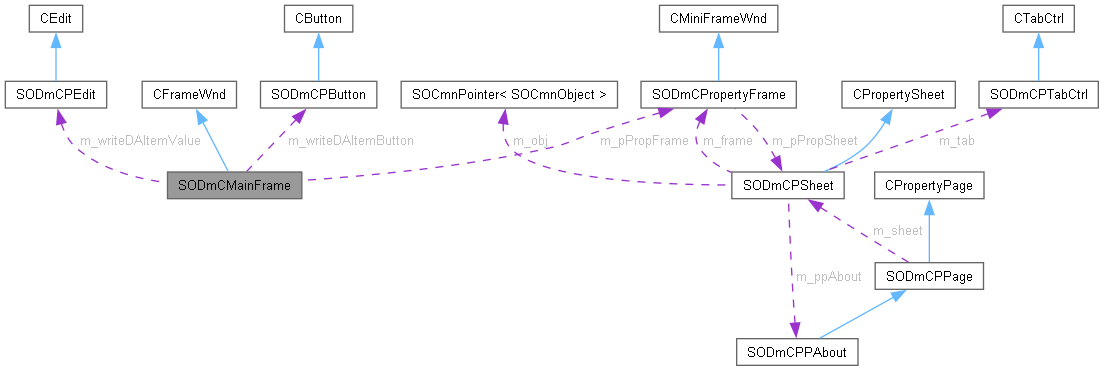 CEdit
CButton
CMiniFrameWnd
CTabCtrl
SODmCPEdit
CFrameWnd
SODmCPButton
SOCmnPointer< SOCmnObject >
SODmCPropertyFrame
CPropertySheet
SODmCPTabCtrl
m_writeDAItemValue
m_writeDAItemButton
m_obj
m_pPropFrame
m_frame
m_pPropSheet
m_tab
SODmCMainFrame
SODmCPSheet
CPropertyPage
m_sheet
m_ppAbout
SODmCPPage
SODmCPPAbout